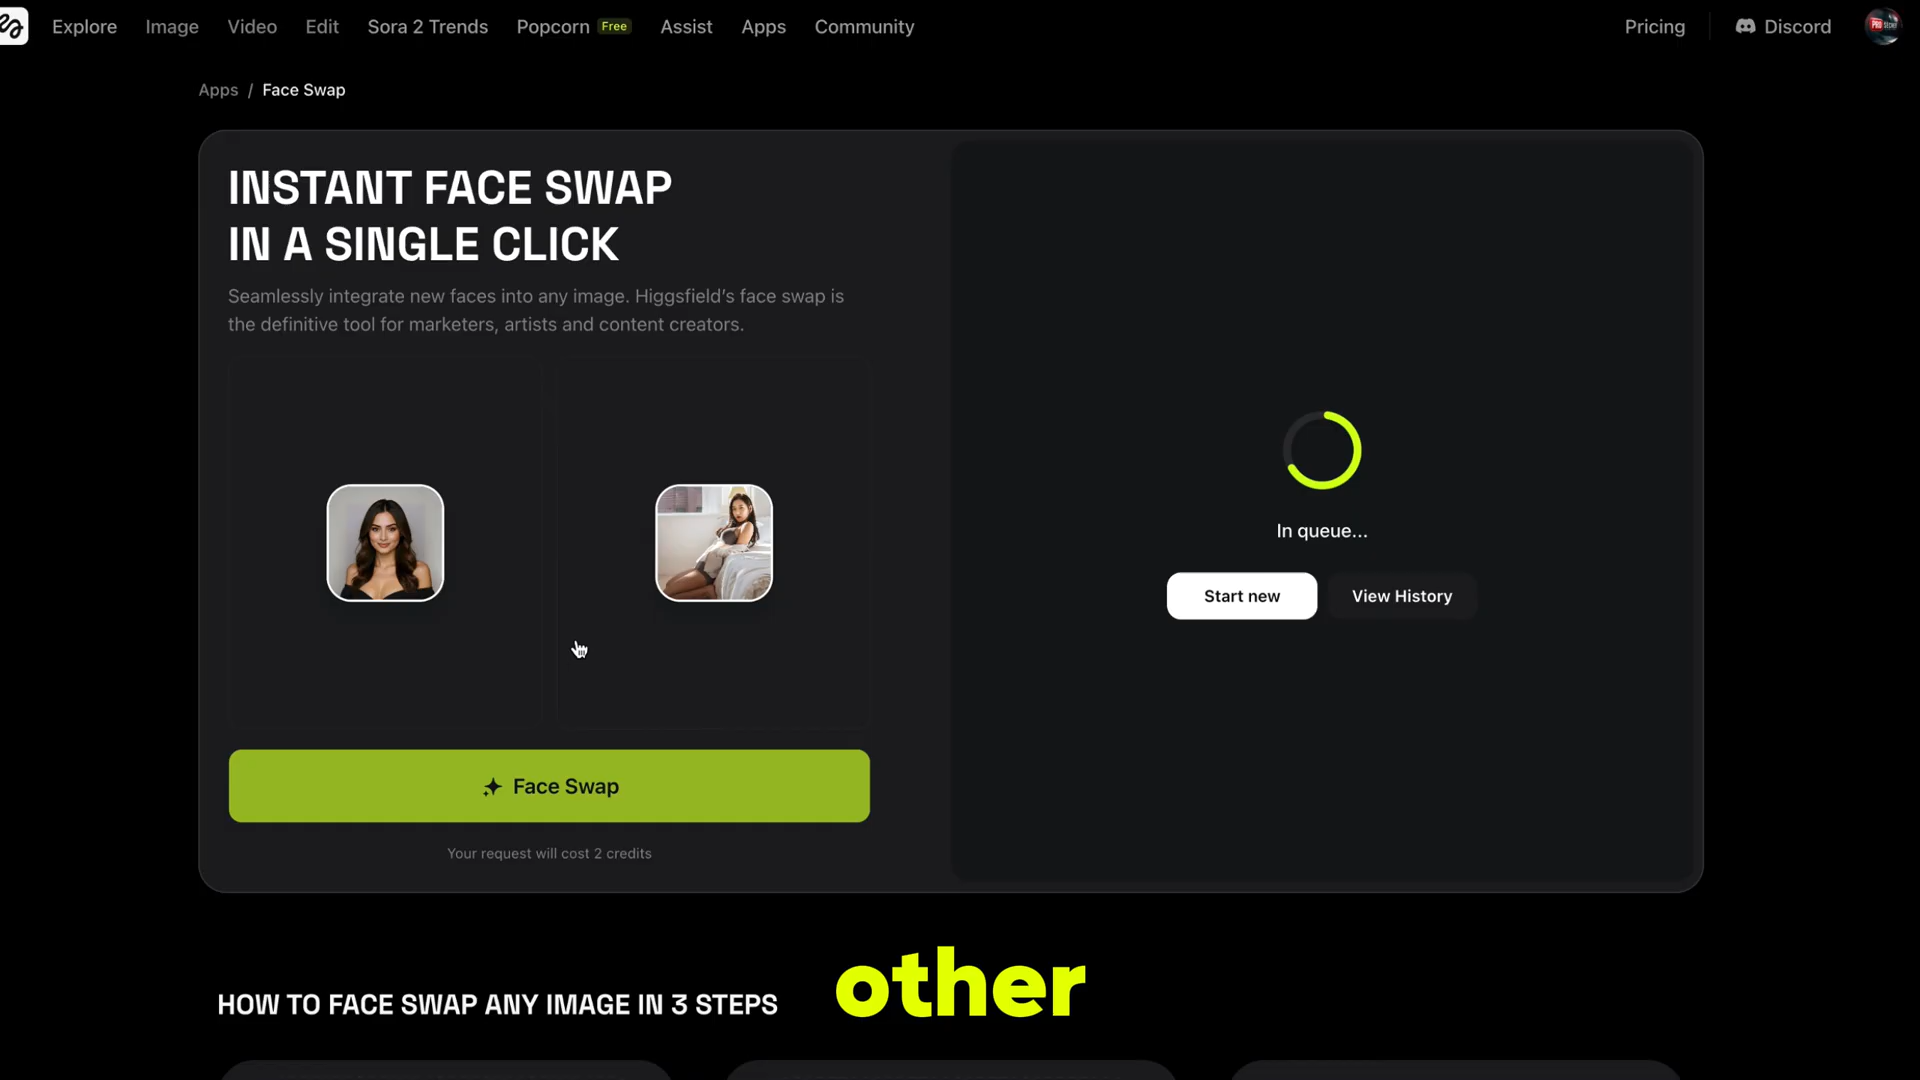 Explore Image Video Edit Sora 2 Trends Popcorn Free Assist Apps Community Pricing Discord
Apps / Face Swap
INSTANT FACE SWAP
IN A SINGLE CLICK
Seamlessly integrate new faces into any image. Higgsfield's face swap is
the definitive tool for marketers, artists and content creators.
In queue...
Start new View History
Face Swap
Your request will cost 2 credits
other
HOW TO FACE SWAP ANY IMAGE IN 3 STEPS